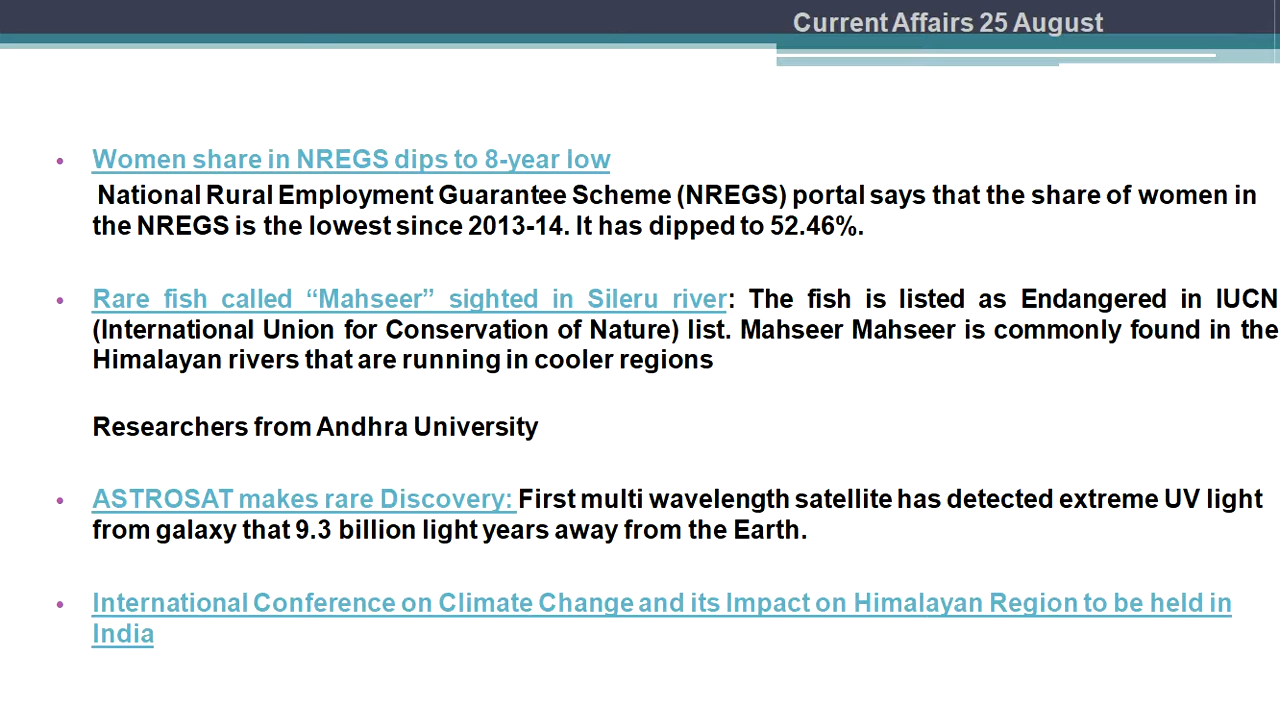 Current Affairs 25 August
• Women share in NREGS dips to 8-year low
National Rural Employment Guarantee Scheme (NREGS) portal says that the share of women in
the NREGS is the lowest since 2013-14. It has dipped to 52.46%.
• Rare fish called “Mahseer” sighted in Sileru river: The fish is listed as Endangered in IUCN
(International Union for Conservation of Nature) list. Mahseer Mahseer is commonly found in the
Himalayan rivers that are running in cooler regions
Researchers from Andhra University
• ASTROSAT makes rare Discovery: First multi wavelength satellite has detected extreme UV light
from galaxy that 9.3 billion light years away from the Earth.
• International Conference on Climate Change and its Impact on Himalayan Region to be held in
India